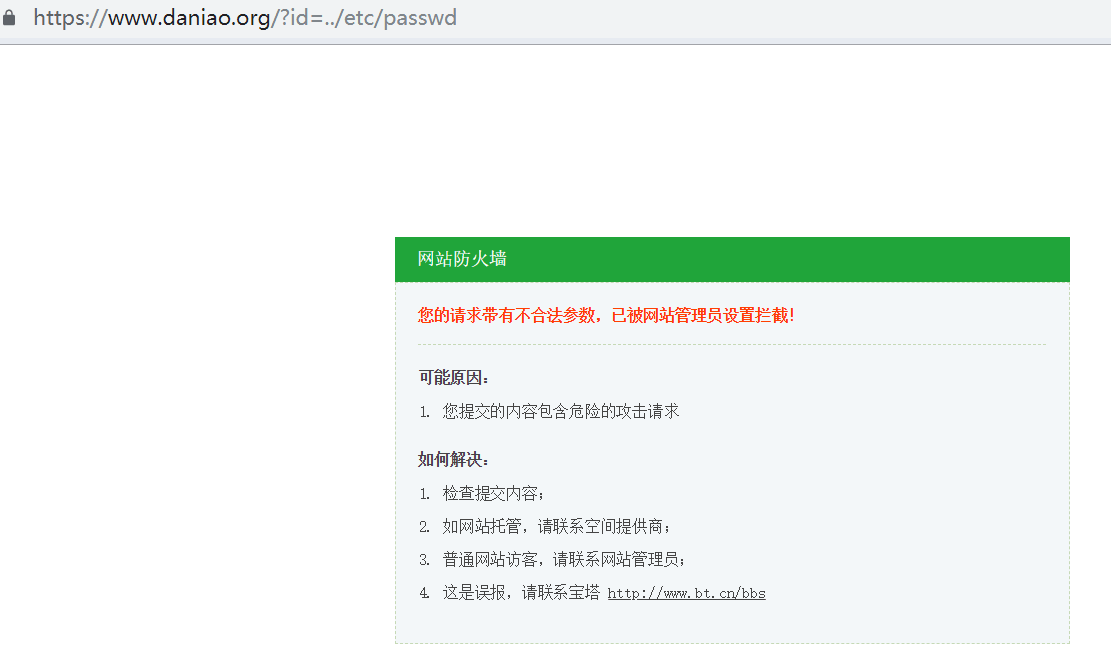 https://www.daniao.org/?id=../etc/passwd
网站防火墙
您的请求带有不合法参数，已被网站管理员设置拦截！
可能原因：
1. 您提交的内容包含危险的攻击请求
如何解决：
1. 检查提交内容；
2. 如网站托管，请联系空间提供商；
3. 普通网站访客，请联系网站管理员；
4. 这是误报，请联系宝塔 http://www.bt.cn/bbs